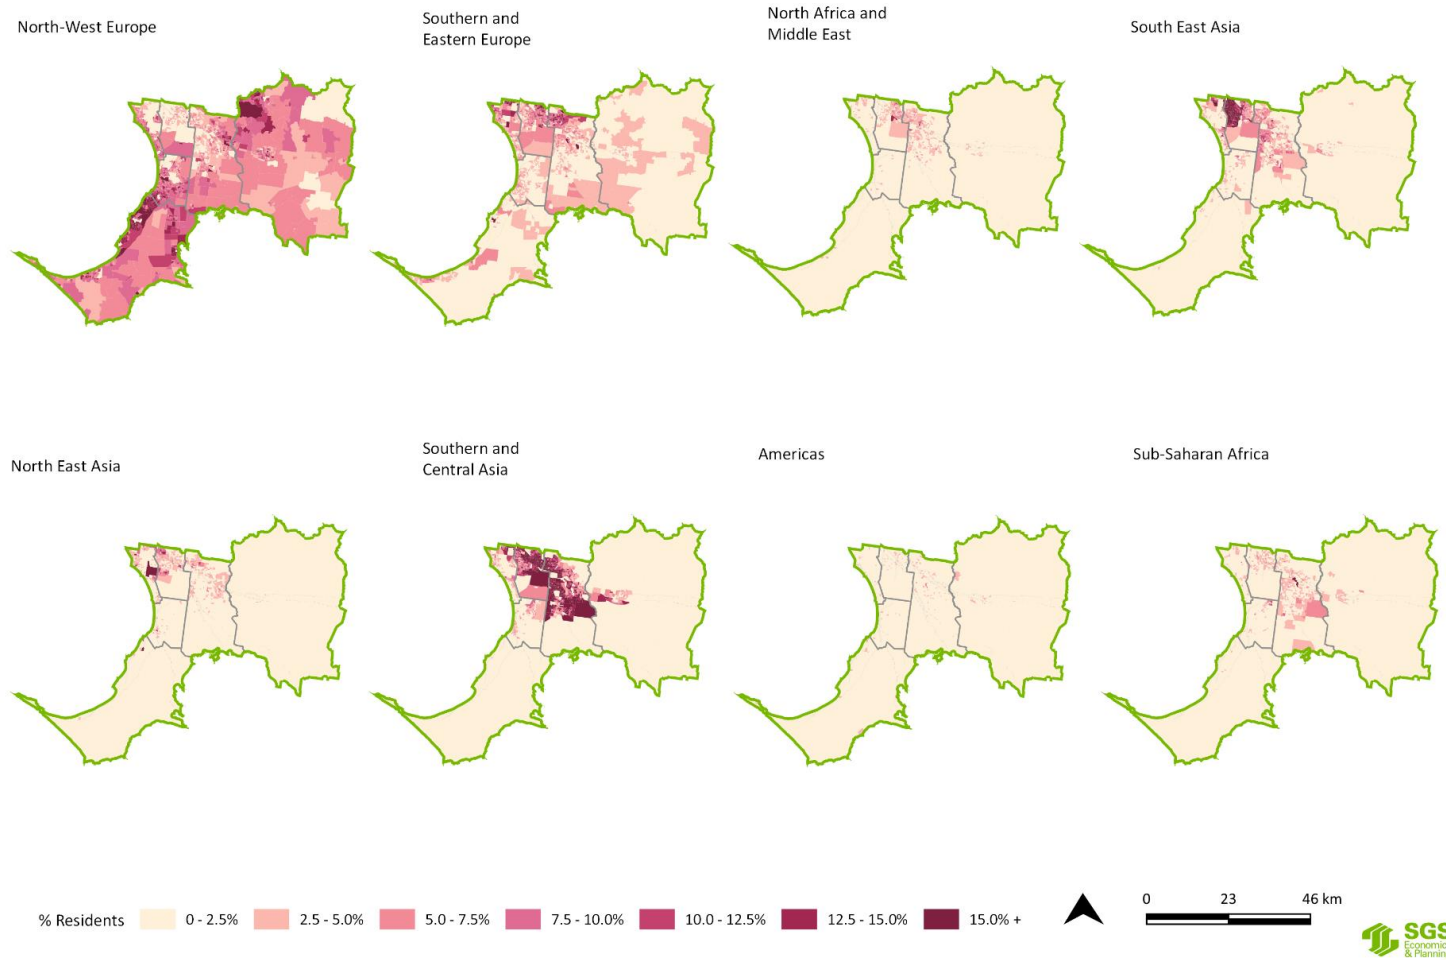 North-West Europe
Southern and
Eastern Europe
North Africa and
Middle East
South East Asia
North East Asia
Southern and
Central Asia
Americas
Sub-Saharan Africa
% Residents
0 - 2.5%
2.5 - 5.0%
5.0 - 7.5%
7.5 - 10.0%
10.0 - 12.5%
12.5 - 15.0%
15.0% +
0 23 46 km
SGS
Economic
& Plannin